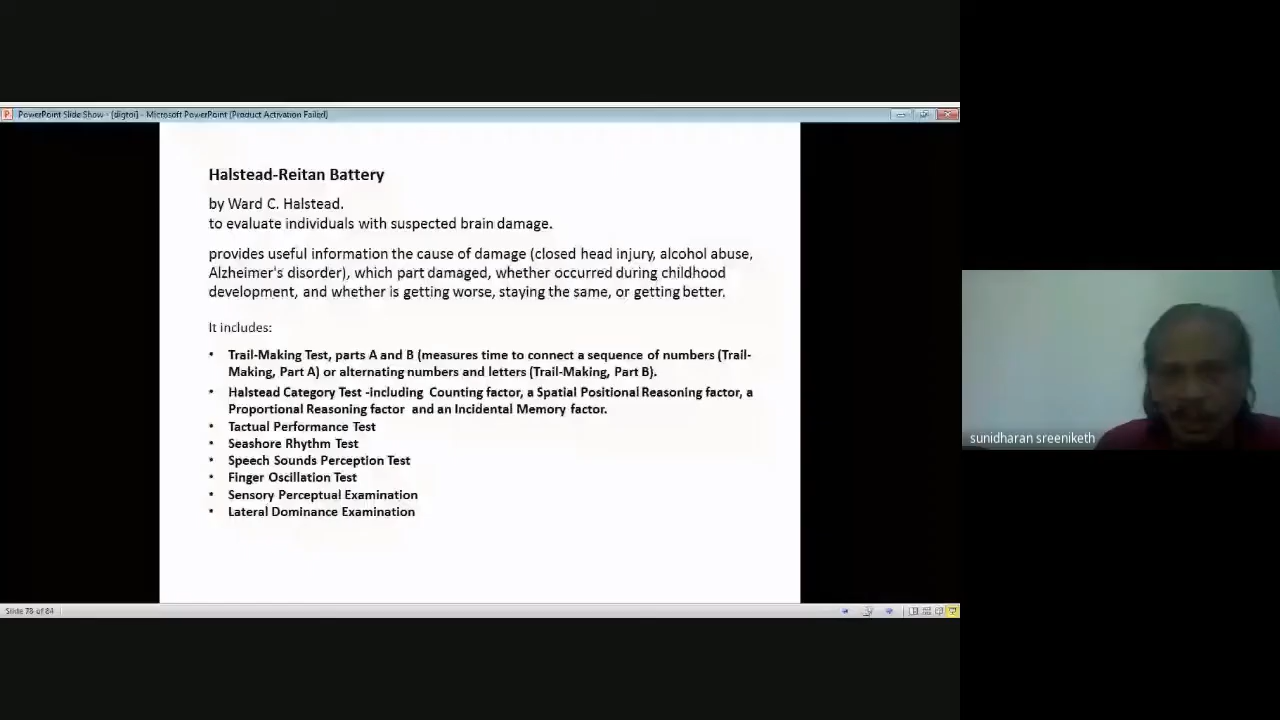 PowerPoint Slide Show - [digtoi] - Microsoft PowerPoint (Product Activation Failed)
Halstead-Reitan Battery
by Ward C. Halstead.
to evaluate individuals with suspected brain damage.
provides useful information the cause of damage (closed head injury, alcohol abuse,
Alzheimer's disorder), which part damaged, whether occurred during childhood
development, and whether is getting worse, staying the same, or getting better.
It includes:
• Trail-Making Test, parts A and B (measures time to connect a sequence of numbers (Trail-
Making, Part A) or alternating numbers and letters (Trail-Making, Part B).
• Halstead Category Test -including Counting factor, a Spatial Positional Reasoning factor, a
Proportional Reasoning factor and an Incidental Memory factor.
• Tactual Performance Test
• Seashore Rhythm Test
• Speech Sounds Perception Test
• Finger Oscillation Test
• Sensory Perceptual Examination
• Lateral Dominance Examination
sunidharan sreeniketh
Slide 78 of 84